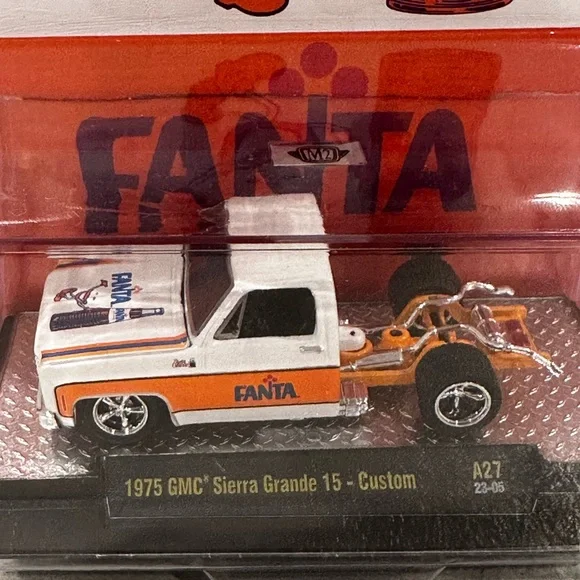 FANTA
M2
FANTA
FANTA
1975 GMC® Sierra Grande 15 - Custom
A27
23-05